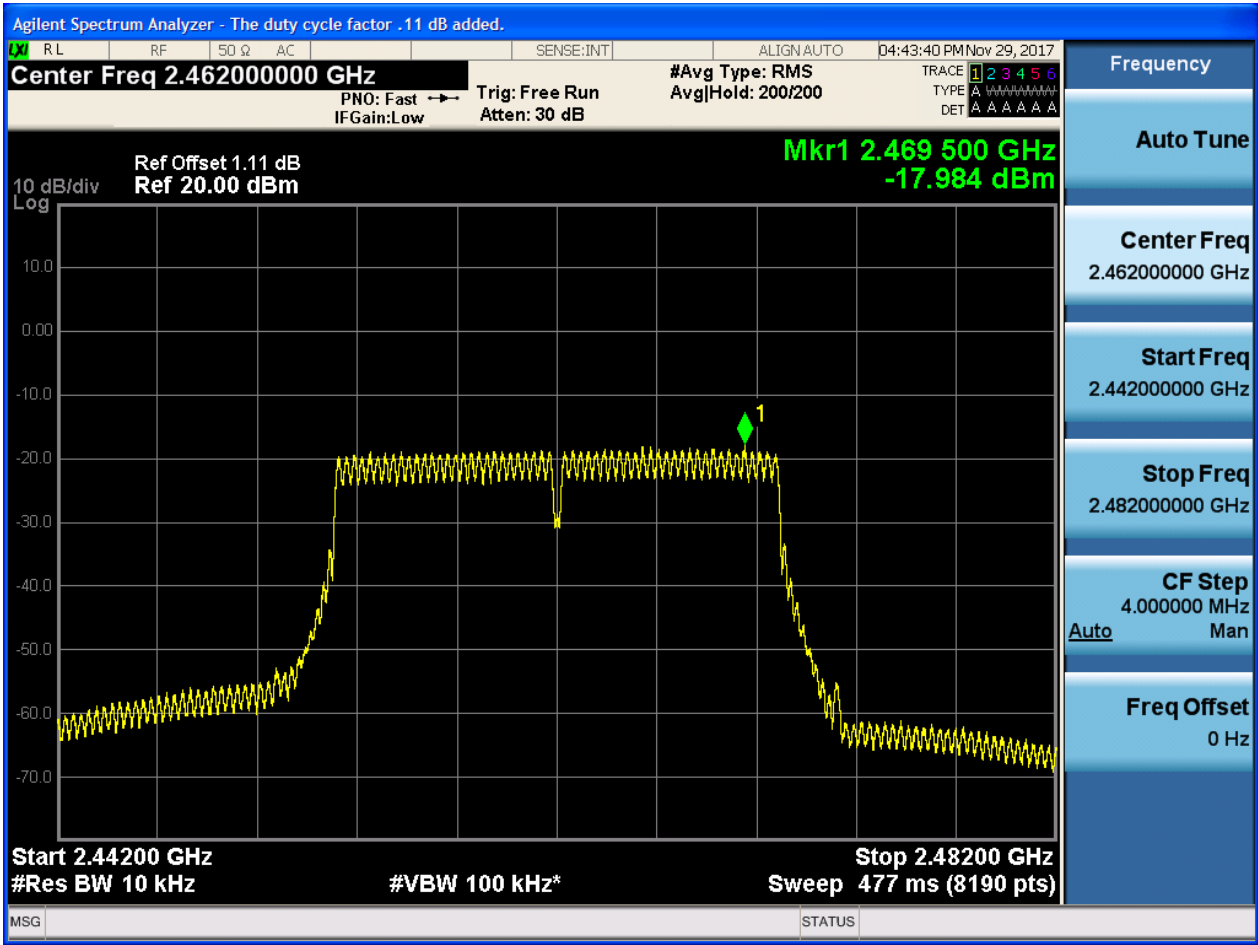 Agilent Spectrum Analyzer - The duty cycle factor .11 dB added.
LXI RL RF 50 Ω AC SENSE:INT ALIGNAUTO 04:43:40 PM Nov 29, 2017
Center Freq 2.462000000 GHz
PNO: Fast
IFGain:Low
Trig: Free Run
Atten: 30 dB
#Avg Type: RMS
Avg|Hold: 200/200
TRACE 1 2 3 4 5 6
TYPE A
DET A A A A A A
Mkr1 2.469 500 GHz
-17.984 dBm
Ref Offset 1.11 dB
10 dB/div Ref 20.00 dBm
Log
10.0
0.00
-10.0
1
-20.0
-30.0
-40.0
-50.0
-60.0
-70.0
Start 2.44200 GHz Stop 2.48200 GHz
#Res BW 10 kHz #VBW 100 kHz* Sweep 477 ms (8190 pts)
MSG STATUS
Frequency
Auto Tune
Center Freq
2.462000000 GHz
Start Freq
2.442000000 GHz
Stop Freq
2.482000000 GHz
CF Step
4.000000 MHz
Auto Man
Freq Offset
0 Hz